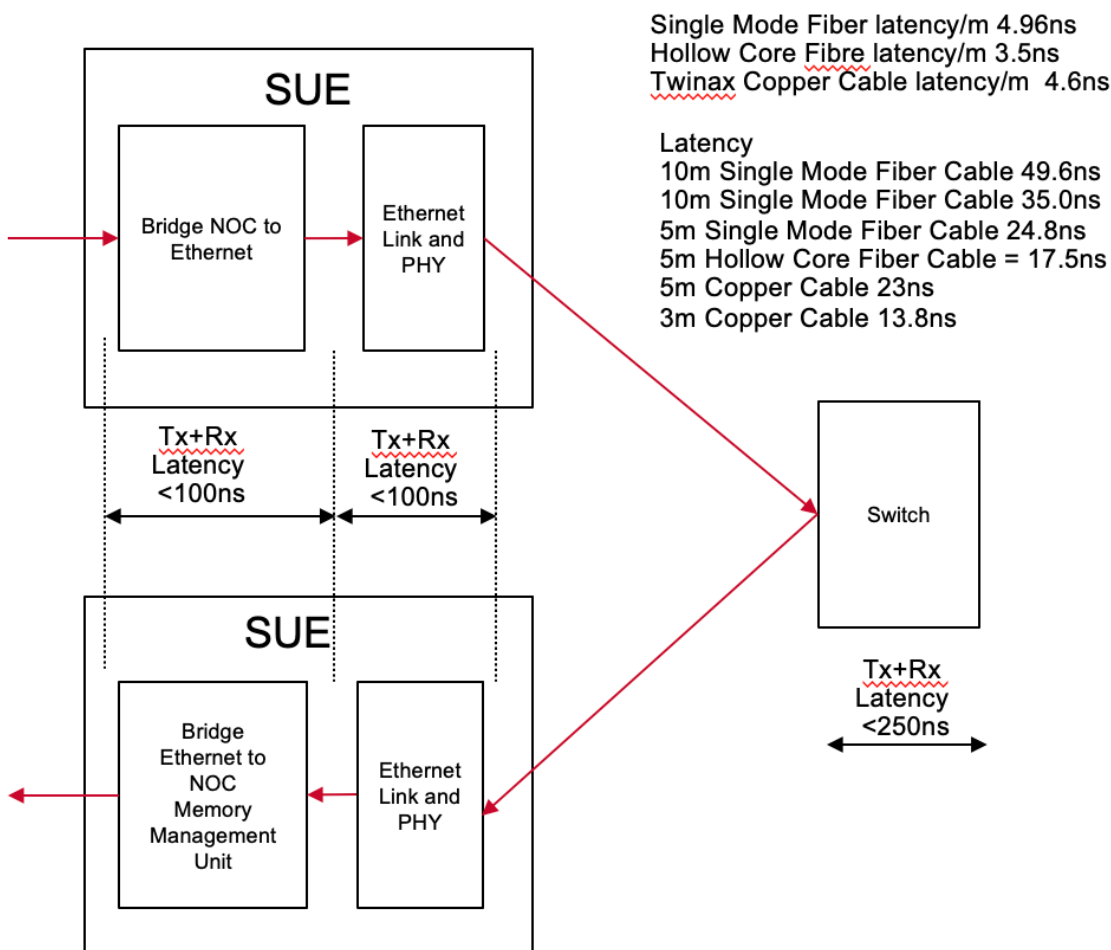 Single Mode Fiber latency/m 4.96ns
Hollow Core Fibre latency/m 3.5ns
Twinax Copper Cable latency/m  4.6ns
Latency
10m Single Mode Fiber Cable 49.6ns
10m Single Mode Fiber Cable 35.0ns
5m Single Mode Fiber Cable 24.8ns
5m Hollow Core Fiber Cable = 17.5ns
5m Copper Cable 23ns
3m Copper Cable 13.8ns
SUE
Bridge NOC to
Ethernet
Ethernet
Link and
PHY
Tx+Rx
Latency
<100ns
Tx+Rx
Latency
<100ns
Switch
Tx+Rx
Latency
<250ns
SUE
Bridge
Ethernet to
NOC
Memory
Management
Unit
Ethernet
Link and
PHY